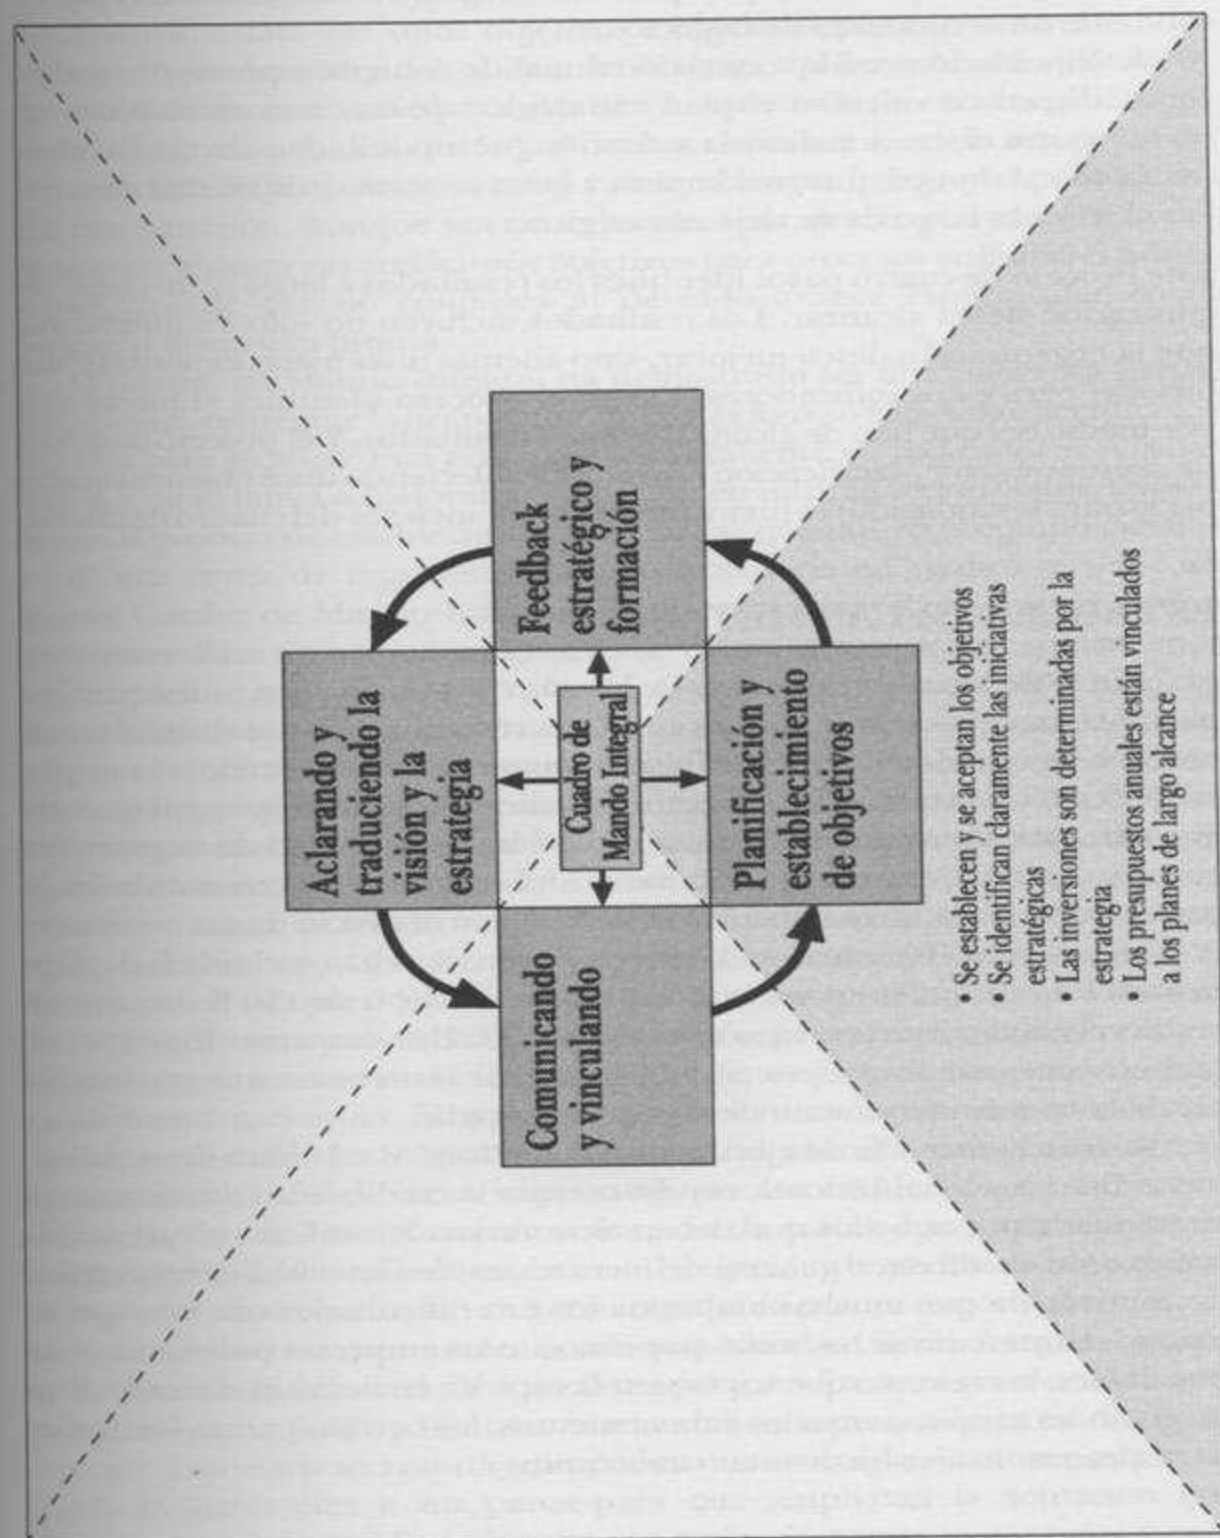 Aclarando y
traduciendo la
visión y la
estrategia
Comunicando
y vinculando
Cuadro de
Mando Integral
Feedback
estratégico y
formación
Planificación y
establecimiento
de objetivos
• Se establecen y se aceptan los objetivos
• Se identifican claramente las iniciativas
estratégicas
• Las inversiones son determinadas por la
estrategia
• Los presupuestos anuales están vinculados
a los planes de largo alcance